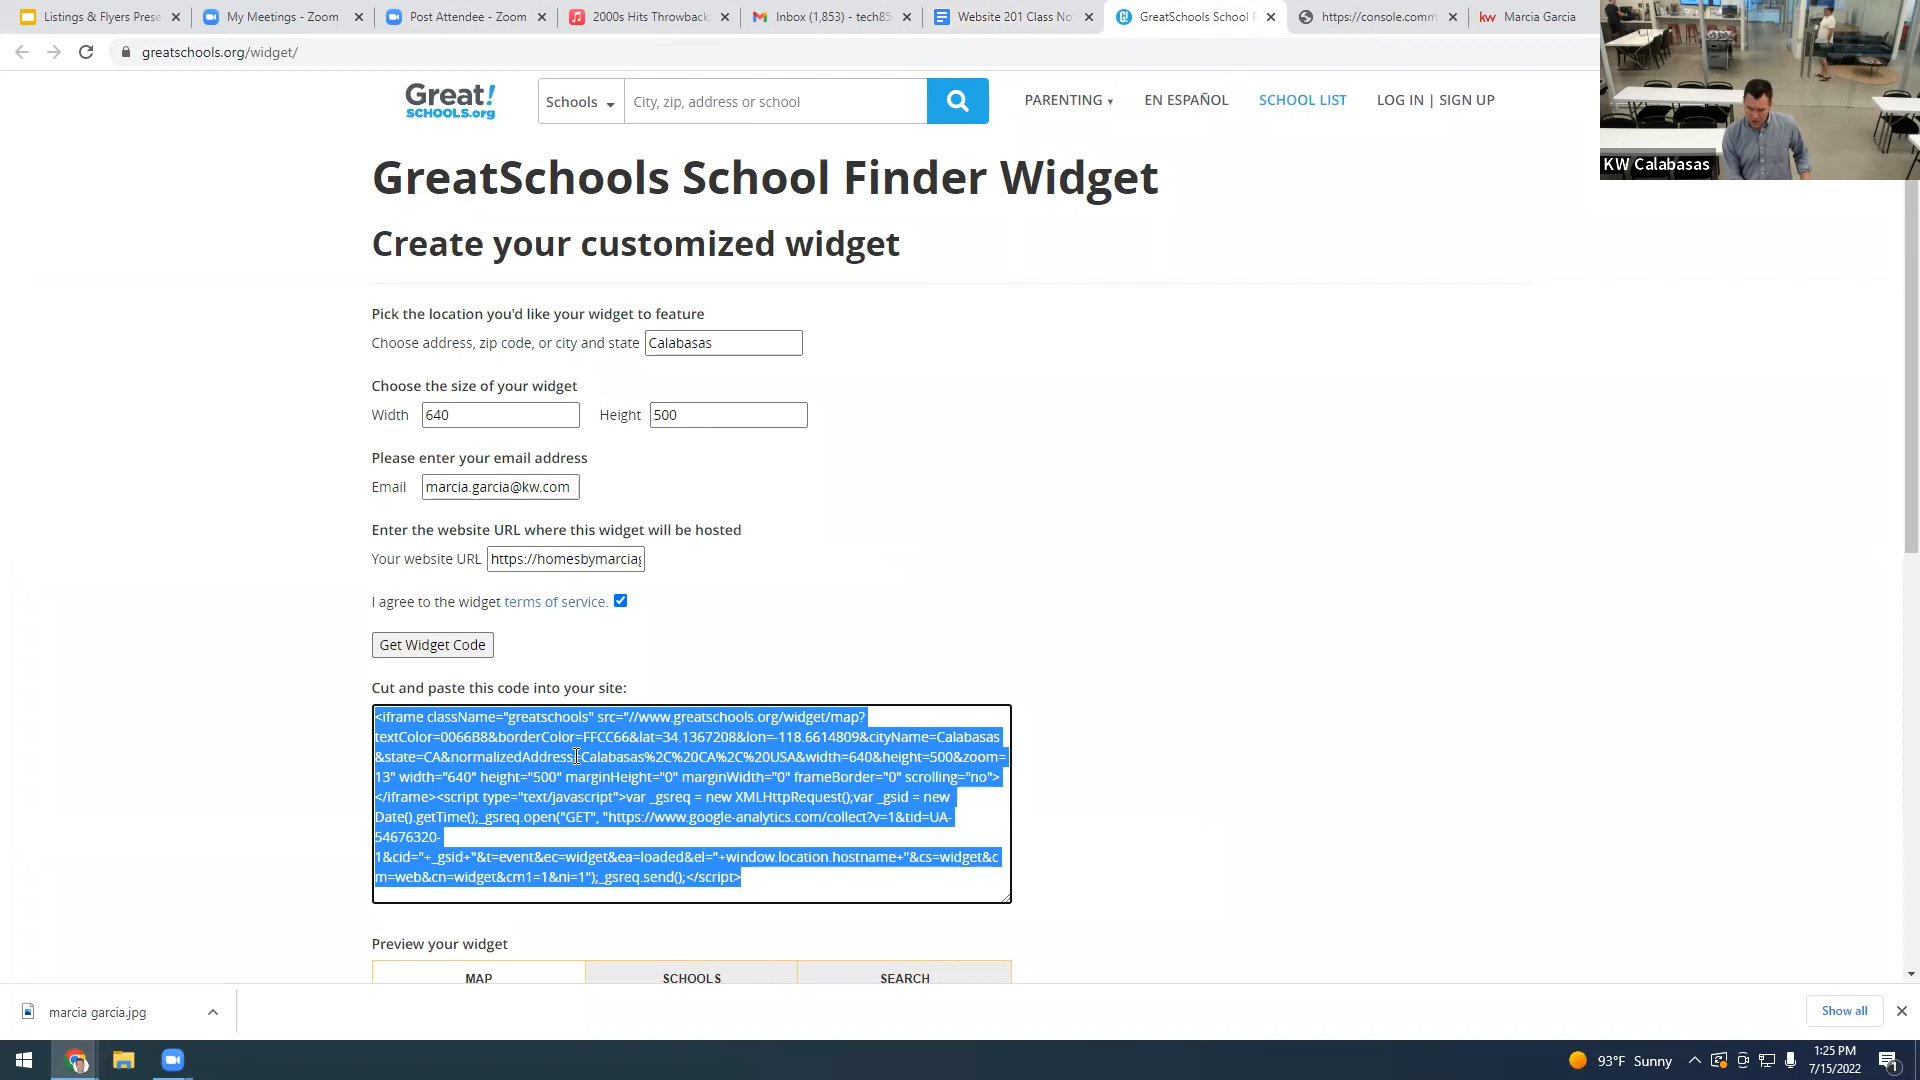 Listings & Flyers Prese
My Meetings - Zoom
Post Attendee - Zoom
2000s Hits Throwback
Inbox (1,853) - tech85
Website 201 Class No
GreatSchools School F
https://console.comm
kw Marcia Garcia
greatschools.org/widget/
Great!
SCHOOLS.org
Schools
City, zip, address or school
PARENTING
EN ESPAÑOL
SCHOOL LIST
LOG IN | SIGN UP
KW Calabasas
GreatSchools School Finder Widget
Create your customized widget
Pick the location you'd like your widget to feature
Choose address, zip code, or city and state Calabasas
Choose the size of your widget
Width 640 Height 500
Please enter your email address
Email marcia.garcia@kw.com
Enter the website URL where this widget will be hosted
Your website URL https://homesbymarciag
I agree to the widget terms of service.
Get Widget Code
Cut and paste this code into your site:
<iframe className="greatschools" src="//www.greatschools.org/widget/map?
textColor=0066B8&borderColor=FFCC66&lat=34.1367208&lon=-118.6614809&cityName=Calabasas
&state=CA&normalizedAddress=Calabasas%2C%20CA%2C%20USA&width=640&height=500&zoom=
13" width="640" height="500" marginHeight="0" marginWidth="0" frameBorder="0" scrolling="no">
</iframe><script type="text/javascript">var _gsreq = new XMLHttpRequest();var _gsid = new
Date().getTime();_gsreq.open("GET", "https://www.google-analytics.com/collect?v=1&tid=UA-
54676320-
1&cid="+_gsid+"&t=event&ec=widget&ea=loaded&el="+window.location.hostname+"&cs=widget&c
m=web&cn=widget&cm1=1&ni=1");_gsreq.send();</script>
Preview your widget
MAP
SCHOOLS
SEARCH
marcia garcia.jpg
Show all
93°F Sunny
1:25 PM
7/15/2022
1